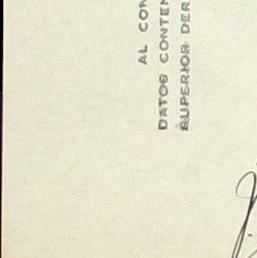 AL CON
DATOS CONTEN
SUPERIOR DER